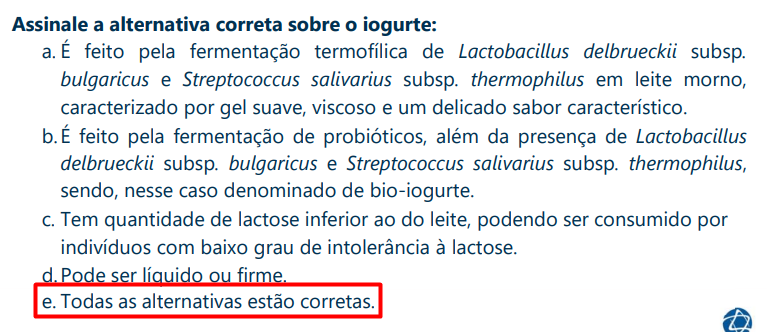 Assinale a alternativa correta sobre o iogurte:
a. É feito pela fermentação termofílica de Lactobacillus delbrueckii subsp.
bulgaricus e Streptococcus salivarius subsp. thermophilus em leite morno,
caracterizado por gel suave, viscoso e um delicado sabor característico.
b. É feito pela fermentação de probióticos, além da presença de Lactobacillus
delbrueckii subsp. bulgaricus e Streptococcus salivarius subsp. thermophilus,
sendo, nesse caso denominado de bio-iogurte.
c. Tem quantidade de lactose inferior ao do leite, podendo ser consumido por
indivíduos com baixo grau de intolerância à lactose.
d. Pode ser líquido ou firme.
e. Todas as alternativas estão corretas.